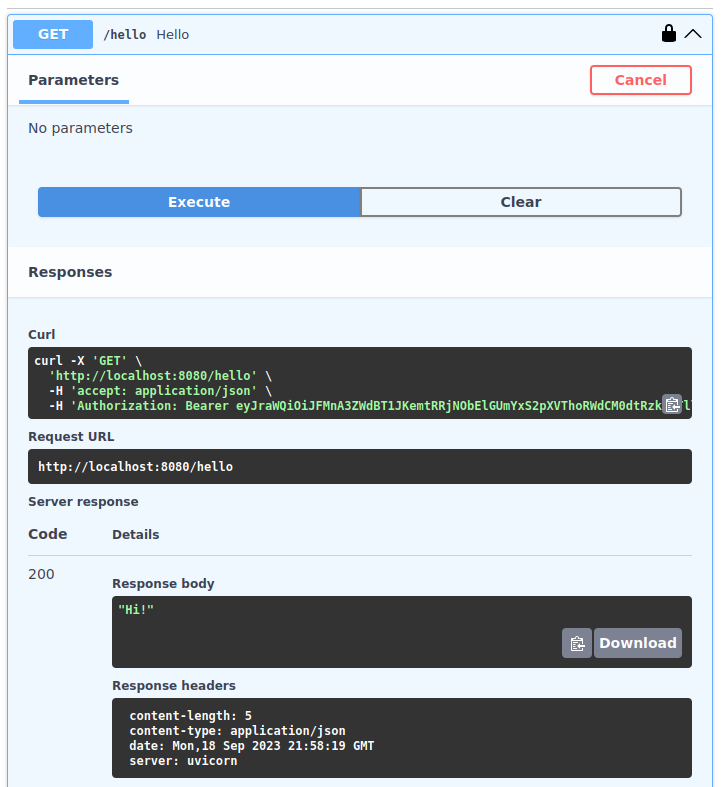 GET /hello Hello
Parameters Cancel
No parameters
Execute Clear
Responses
Curl
curl -X 'GET' \
'http://localhost:8080/hello' \
-H 'accept: application/json' \
-H 'Authorization: Bearer
Request URL
http://localhost:8080/hello
Server response
Code Details
200
Response body
"Hi!"
Download
Response headers
content-length: 5
content-type: application/json
date: Mon,18 Sep 2023 21:58:19 GMT
server: uvicorn